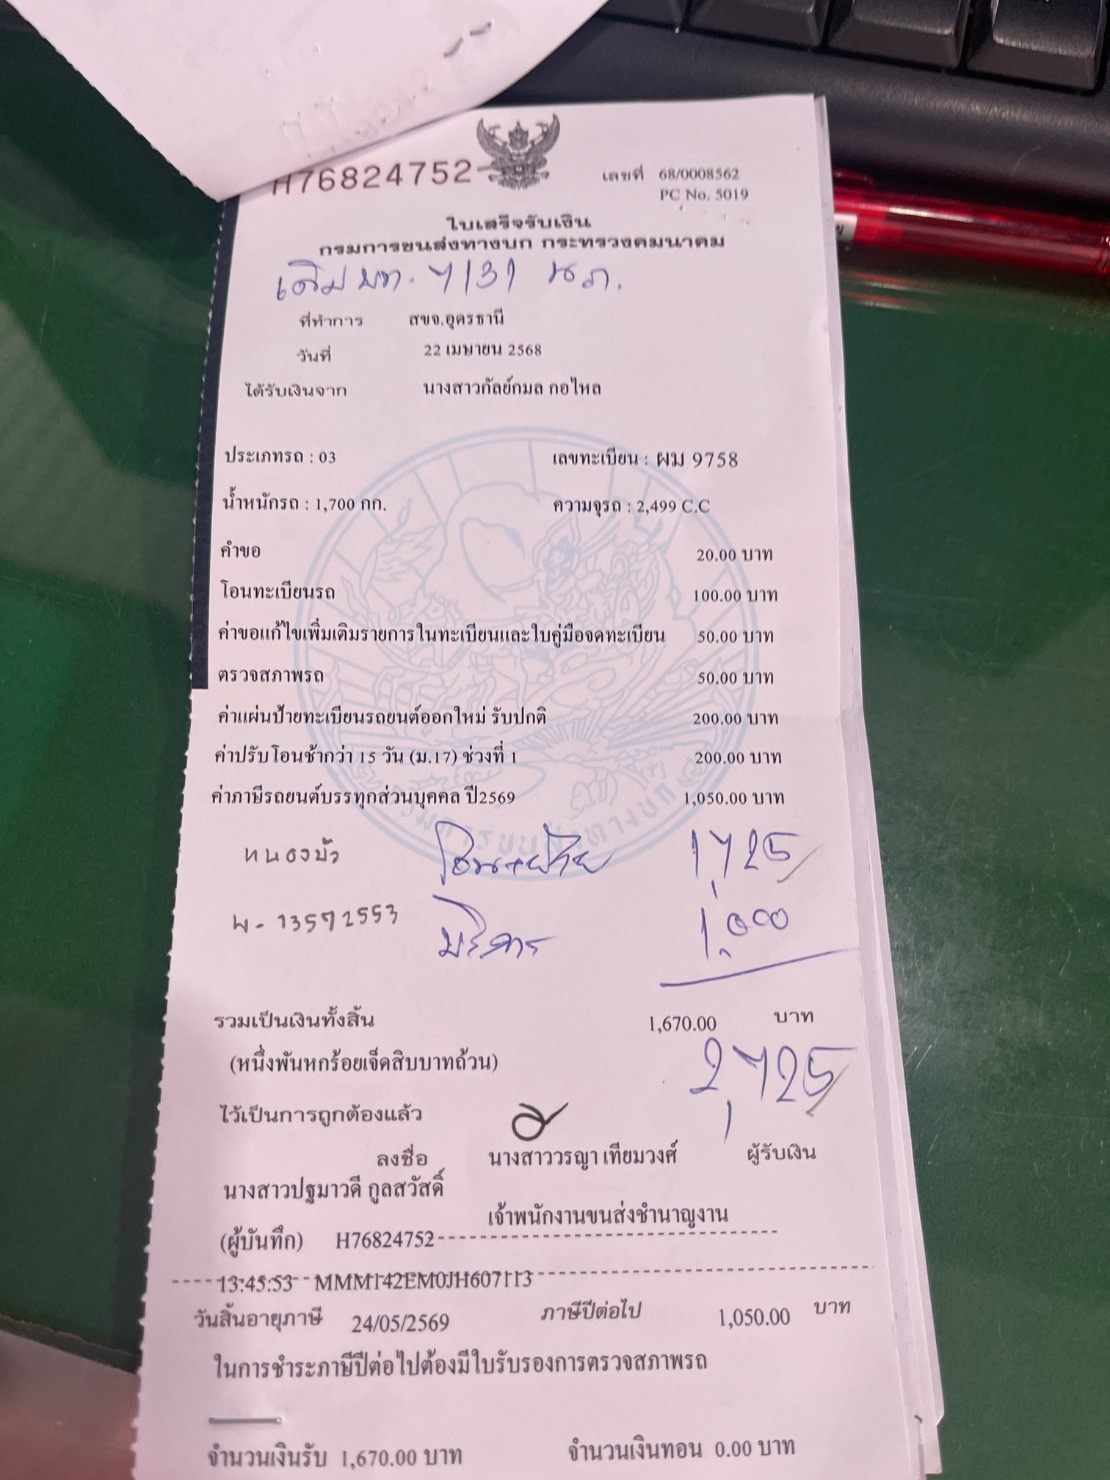 H76824752
เลขที่ 68/0008562
PC No. 5019
ใบเสร็จรับเงิน
กรมการขนส่งทางบก กระทรวงคมนาคม
เดิม บท. 7131 นภ.
ที่ทำการ สขจ.อุดรธานี
วันที่ 22 เมษายน 2568
ได้รับเงินจาก นางสาวกัลย์กมล กอไหล
ประเภทรถ : 03 เลขทะเบียน : ผม 9758
น้ำหนักรถ : 1,700 กก. ความจุรถ : 2,499 C.C
คำขอ 20.00 บาท
โอนทะเบียนรถ 100.00 บาท
ค่าขอแก้ไขเพิ่มเติมรายการในทะเบียนและใบคู่มือจดทะเบียน 50.00 บาท
ตรวจสภาพรถ 50.00 บาท
ค่าแผ่นป้ายทะเบียนรถยนต์ออกใหม่ รับปกติ 200.00 บาท
ค่าปรับโอนช้ากว่า 15 วัน (ม.17) ช่วงที่ 1 200.00 บาท
ค่าภาษีรถยนต์บรรทุกส่วนบุคคล ปี2569 1,050.00 บาท
หนองบัว โอน+ย้าย 1,725
พ-13572553 บริการ 1,000
รวมเป็นเงินทั้งสิ้น 1,670.00 บาท
(หนึ่งพันหกร้อยเจ็ดสิบบาทถ้วน) 2,725
ไว้เป็นการถูกต้องแล้ว
ลงชื่อ นางสาววรญา เทียมวงศ์ ผู้รับเงิน
นางสาวปฐมาวดี กูลสวัสดิ์
เจ้าพนักงานขนส่งชำนาญงาน
(ผู้บันทึก) H76824752
13:45:53 MMM142EM0JH607113
วันสิ้นอายุภาษี 24/05/2569 ภาษีปีต่อไป 1,050.00 บาท
ในการชำระภาษีปีต่อไปต้องมีใบรับรองการตรวจสภาพรถ
จำนวนเงินรับ 1,670.00 บาท จำนวนเงินทอน 0.00 บาท